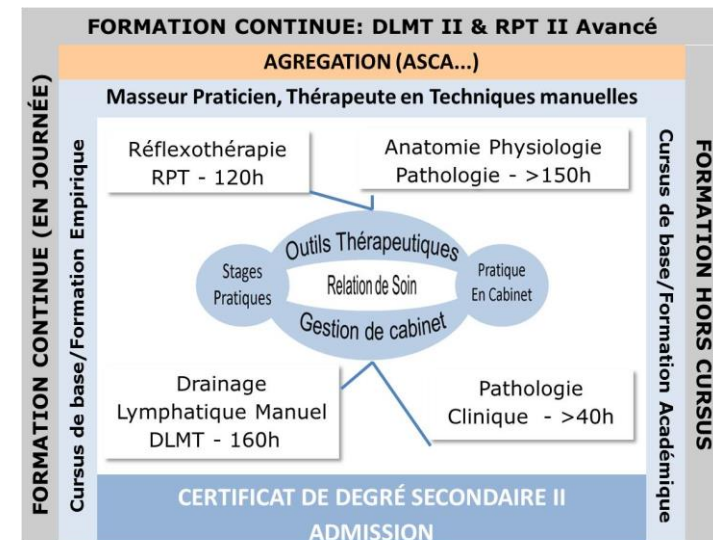 FORMATION CONTINUE: DLMT II & RPT II Avancé
AGREGATION (ASCA...)
Masseur Praticien, Thérapeute en Techniques manuelles
FORMATION CONTINUE (EN JOURNÉE)
Cursus de base/Formation Empirique
Réflexothérapie
RPT - 120h
Anatomie Physiologie
Pathologie - >150h
Outils Thérapeutiques
Stages
Pratiques
Relation de Soin
Pratique
En Cabinet
Gestion de cabinet
Drainage
Lymphatique Manuel
DLMT - 160h
Pathologie
Clinique - >40h
Cursus de base/Formation Académique
FORMATION HORS CURSUS
CERTIFICAT DE DEGRÉ SECONDAIRE II
ADMISSION